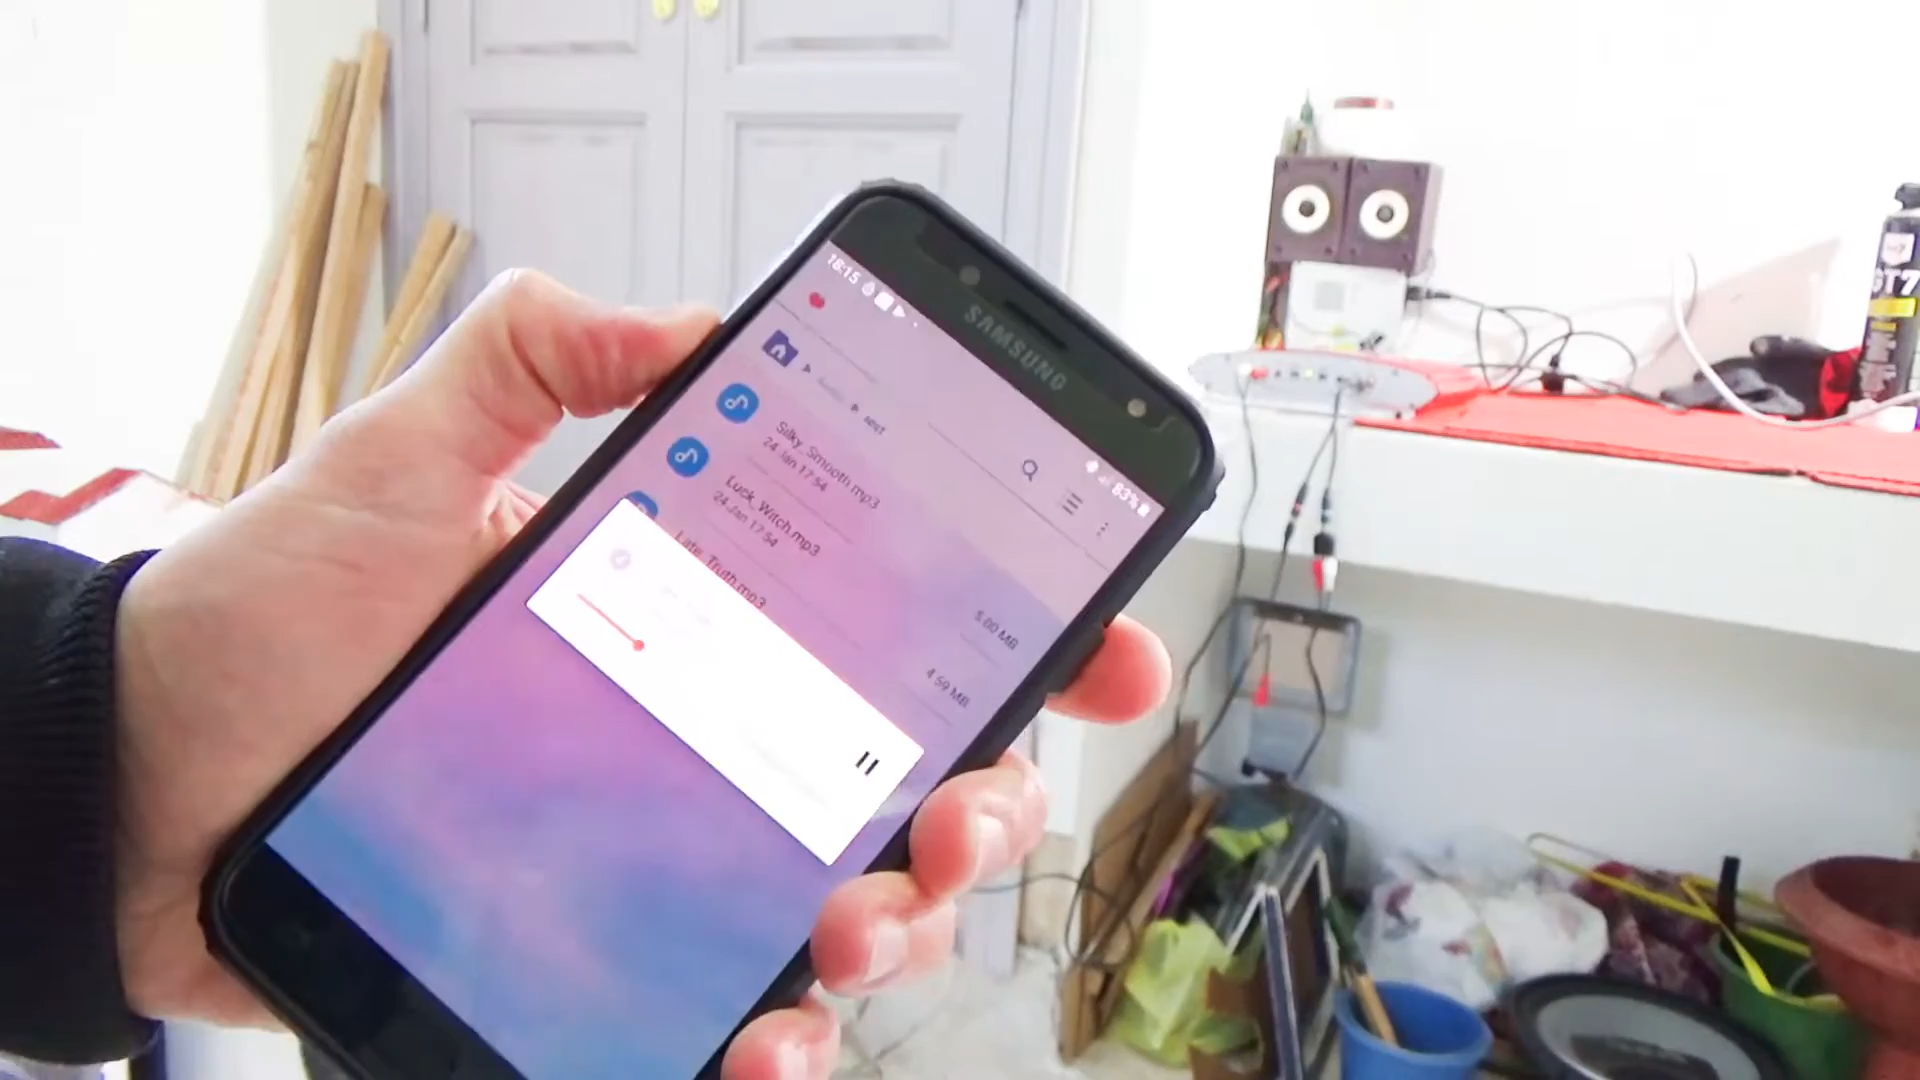 SAMSUNG
18:15
83%
Silky_Smooth.mp3
24 Jan 17:54
5.00 MB
Luck_Witch.mp3
24 Jan 17:54
4.59 MB
Late_Truth.mp3
GT7